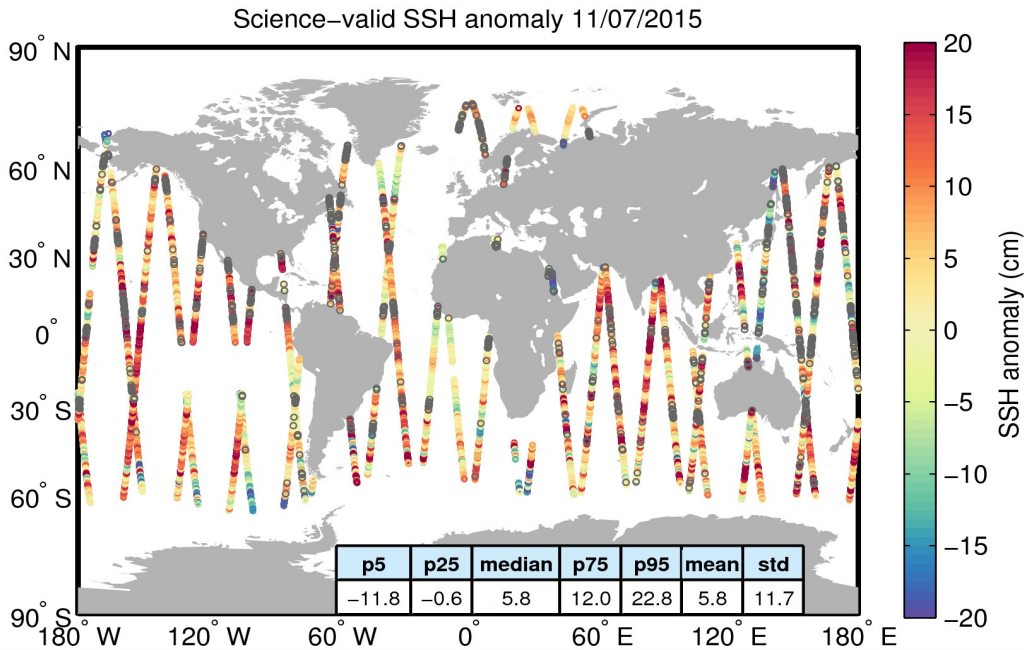 Science−valid SSH anomaly 11/07/2015
90° N
60° N
30° N
0°
30° S
60° S
90° S
180° W
120° W
60° W
0°
60° E
120° E
180° E
p5 p25 median p75 p95 mean std
−11.8 −0.6 5.8 12.0 22.8 5.8 11.7
20
15
10
5
0
−5
−10
−15
−20
SSH anomaly (cm)